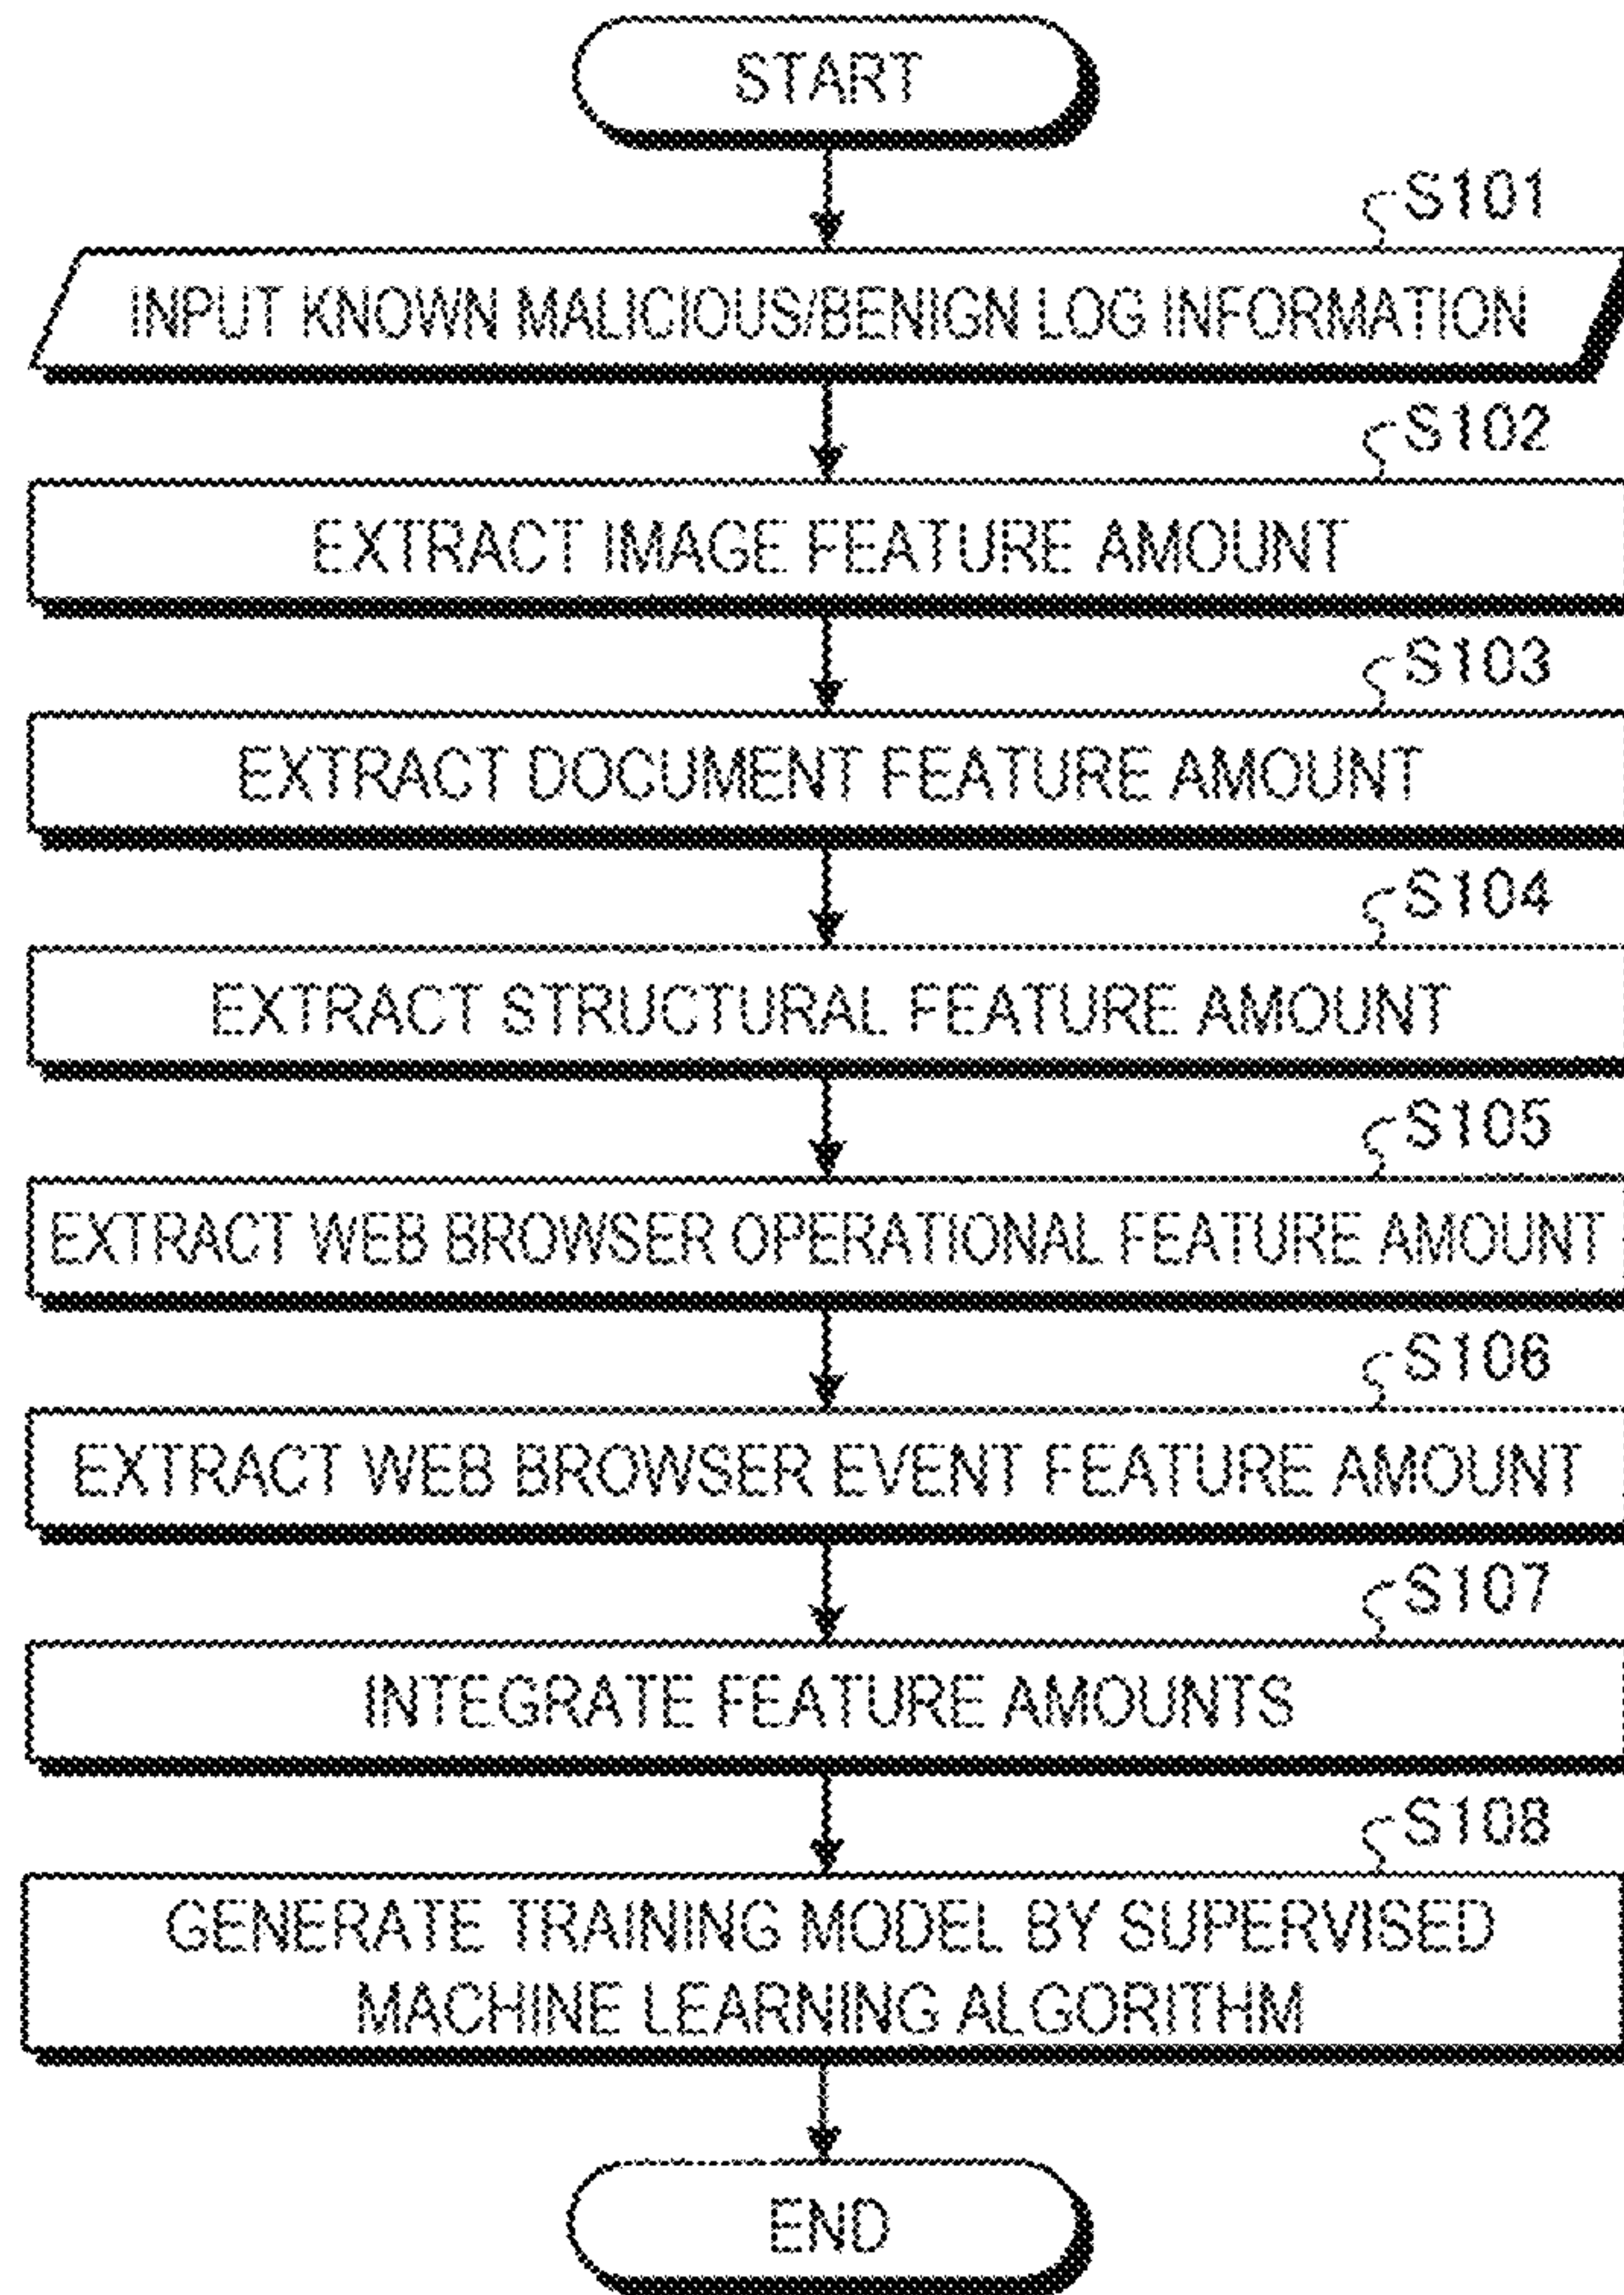 START
S101
INPUT KNOWN MALICIOUS/BENIGN LOG INFORMATION
S102
EXTRACT IMAGE FEATURE AMOUNT
S103
EXTRACT DOCUMENT FEATURE AMOUNT
S104
EXTRACT STRUCTURAL FEATURE AMOUNT
S105
EXTRACT WEB BROWSER OPERATIONAL FEATURE AMOUNT
S106
EXTRACT WEB BROWSER EVENT FEATURE AMOUNT
S107
INTEGRATE FEATURE AMOUNTS
S108
GENERATE TRAINING MODEL BY SUPERVISED
MACHINE LEARNING ALGORITHM
END